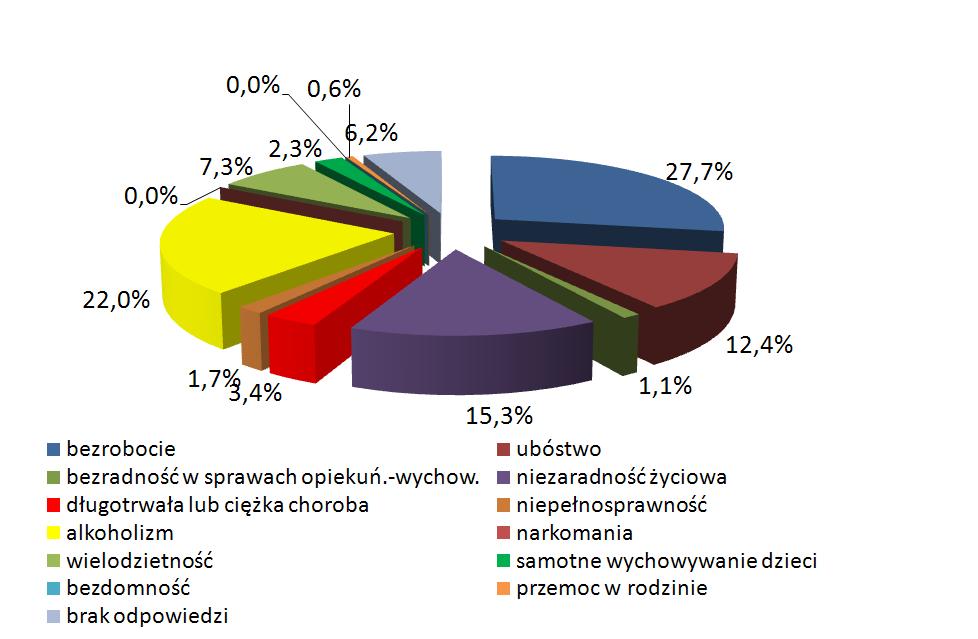 0,0%
0,6%
6,2%
2,3%
7,3%
27,7%
0,0%
22,0%
12,4%
1,7%
3,4%
1,1%
15,3%
bezrobocie
ubóstwo
bezradność w sprawach opiekuń.-wychow.
niezaradność życiowa
długotrwała lub ciężka choroba
niepełnosprawność
alkoholizm
narkomania
wielodzietność
samotne wychowywanie dzieci
bezdomność
przemoc w rodzinie
brak odpowiedzi